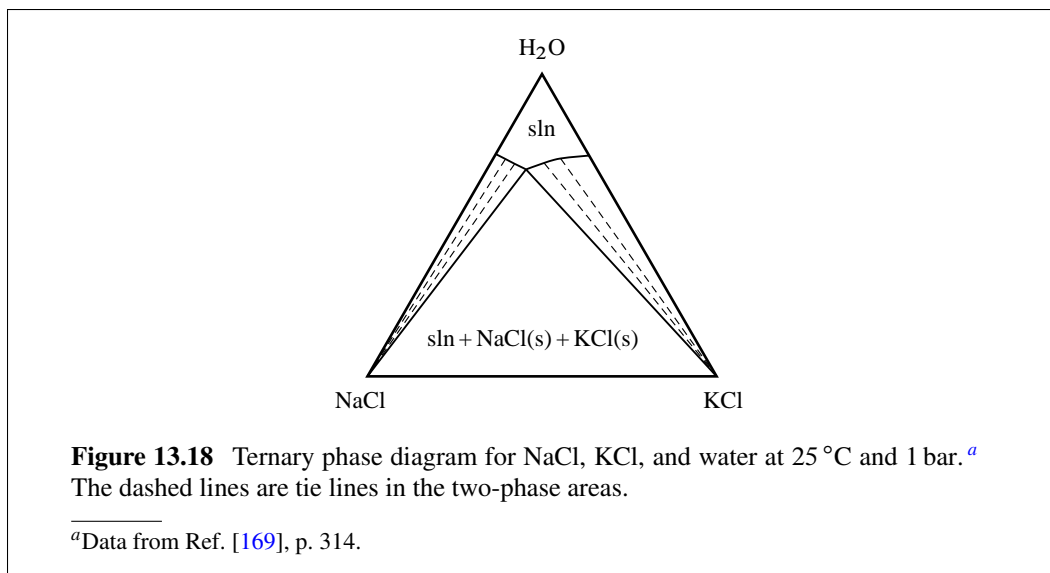 H₂O
sln
sln + NaCl(s) + KCl(s)
NaCl KCl
Figure 13.18 Ternary phase diagram for NaCl, KCl, and water at 25 °C and 1 bar. a
The dashed lines are tie lines in the two-phase areas.
aData from Ref. [169], p. 314.